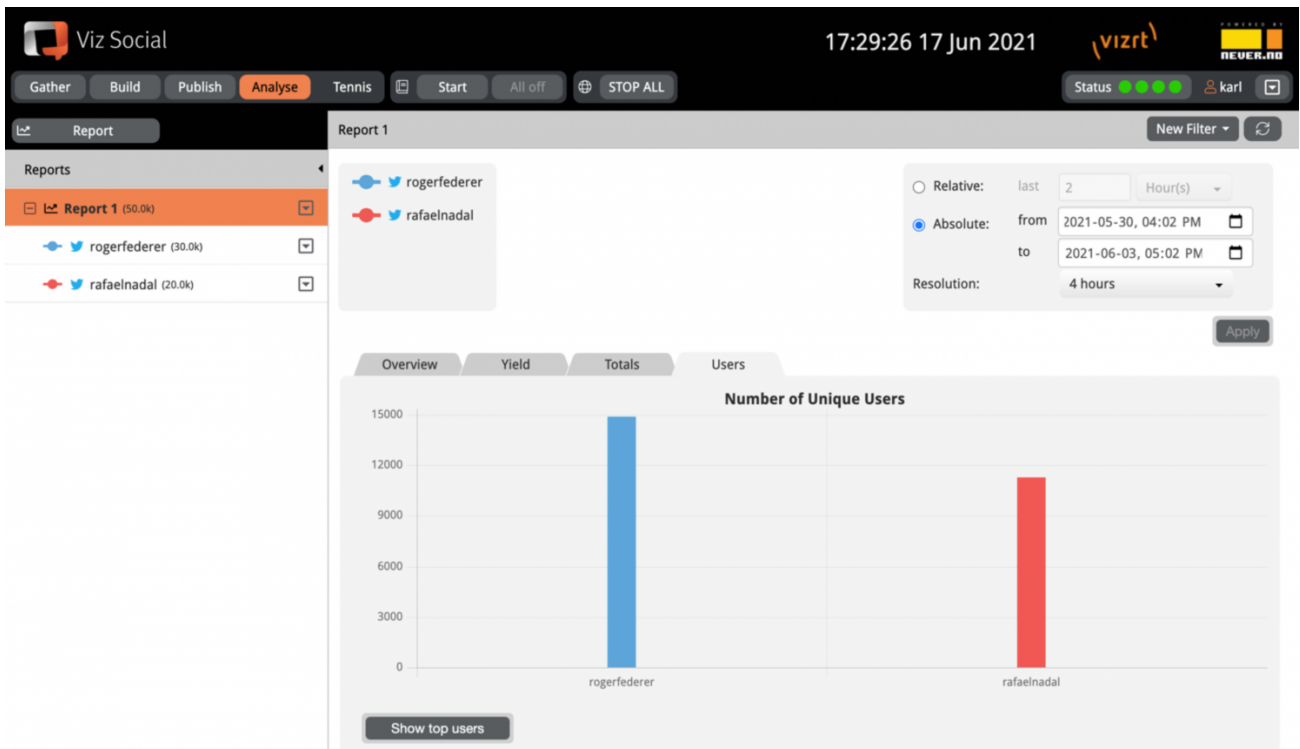 Viz Social
17:29:26 17 Jun 2021
vizrt
POWERED BY
NEVER.NO
Gather Build Publish Analyse Tennis Start All off STOP ALL
Status karl
Report
Report 1
New Filter
Reports
Report 1 (50.0k)
rogerfederer (30.0k)
rafaelnadal (20.0k)
rogerfederer
rafaelnadal
Relative: last 2 Hour(s)
Absolute: from 2021-05-30, 04:02 PM
to 2021-06-03, 05:02 PM
Resolution: 4 hours
Apply
Overview Yield Totals Users
Number of Unique Users
15000
12000
9000
6000
3000
0
rogerfederer rafaelnadal
Show top users